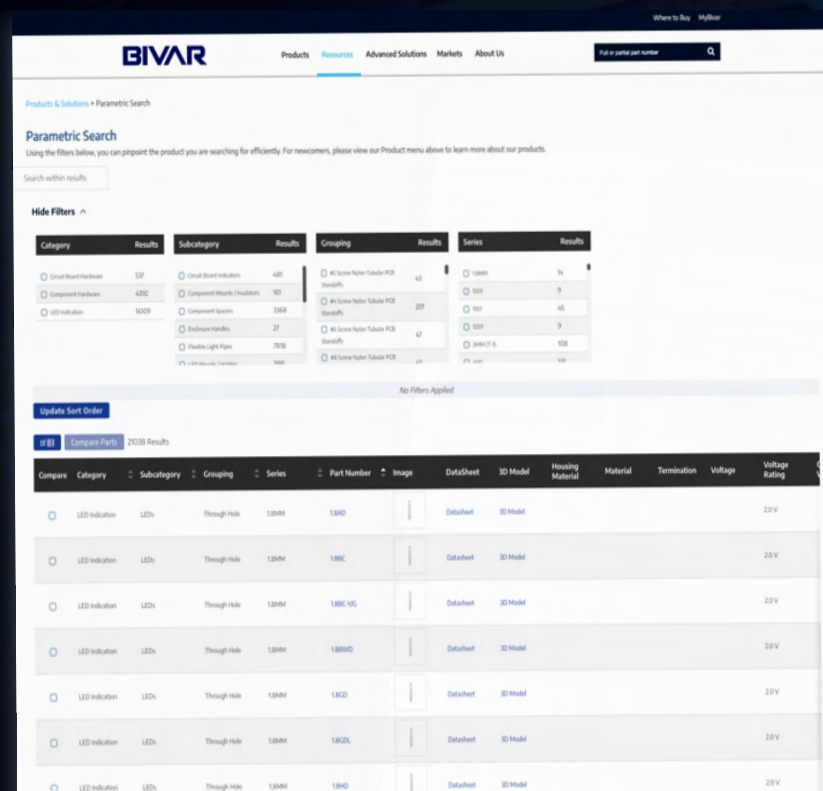 Where to Buy MyBivar
BIVAR
Products Resources Advanced Solutions Markets About Us
Full or partial part number
Products & Solutions > Parametric Search
Parametric Search
Using the filters below, you can pinpoint the product you are searching for efficiently. For newcomers, please view our Product menu above to learn more about our products.
Search within results
Hide Filters
Category Results Subcategory Results Grouping Results Series Results
Circuit Board Hardware 537
Component Hardware 4392
LED Indication 16109
Circuit Board Indicators 481
Component Mounts / Insulators 161
Component Spacers 3368
Enclosure Handles 27
Flexible Light Pipes 7818
#2 Screw Nylon Tubular PCB
Standoffs
#4 Screw Nylon Tubular PCB 201
Standoffs
#6 Screw Nylon Tubular PCB 47
Standoffs
#8 Screw Nylon Tubular PCB
1.8MM 14
1001 9
1107 45
1209 9
3MM (T-1) 108
No Filters Applied
Update Sort Order
Compare Parts 21038 Results
Compare Category Subcategory Grouping Series Part Number Image DataSheet 3D Model Housing Material Material Termination Voltage Voltage Rating
LED Indication LEDs Through Hole 1.8MM 1.8AD Datasheet 3D Model 2.0 V
LED Indication LEDs Through Hole 1.8MM 1.8BC Datasheet 3D Model 2.0 V
LED Indication LEDs Through Hole 1.8MM 1.8BC-Y/G Datasheet 3D Model 2.0 V
LED Indication LEDs Through Hole 1.8MM 1.8BWD Datasheet 3D Model 2.0 V
LED Indication LEDs Through Hole 1.8MM 1.8GD Datasheet 3D Model 2.0 V
LED Indication LEDs Through Hole 1.8MM 1.8GDL Datasheet 3D Model 2.0 V
LED Indication LEDs Through Hole 1.8MM 1.8HD Datasheet 3D Model 2.0 V